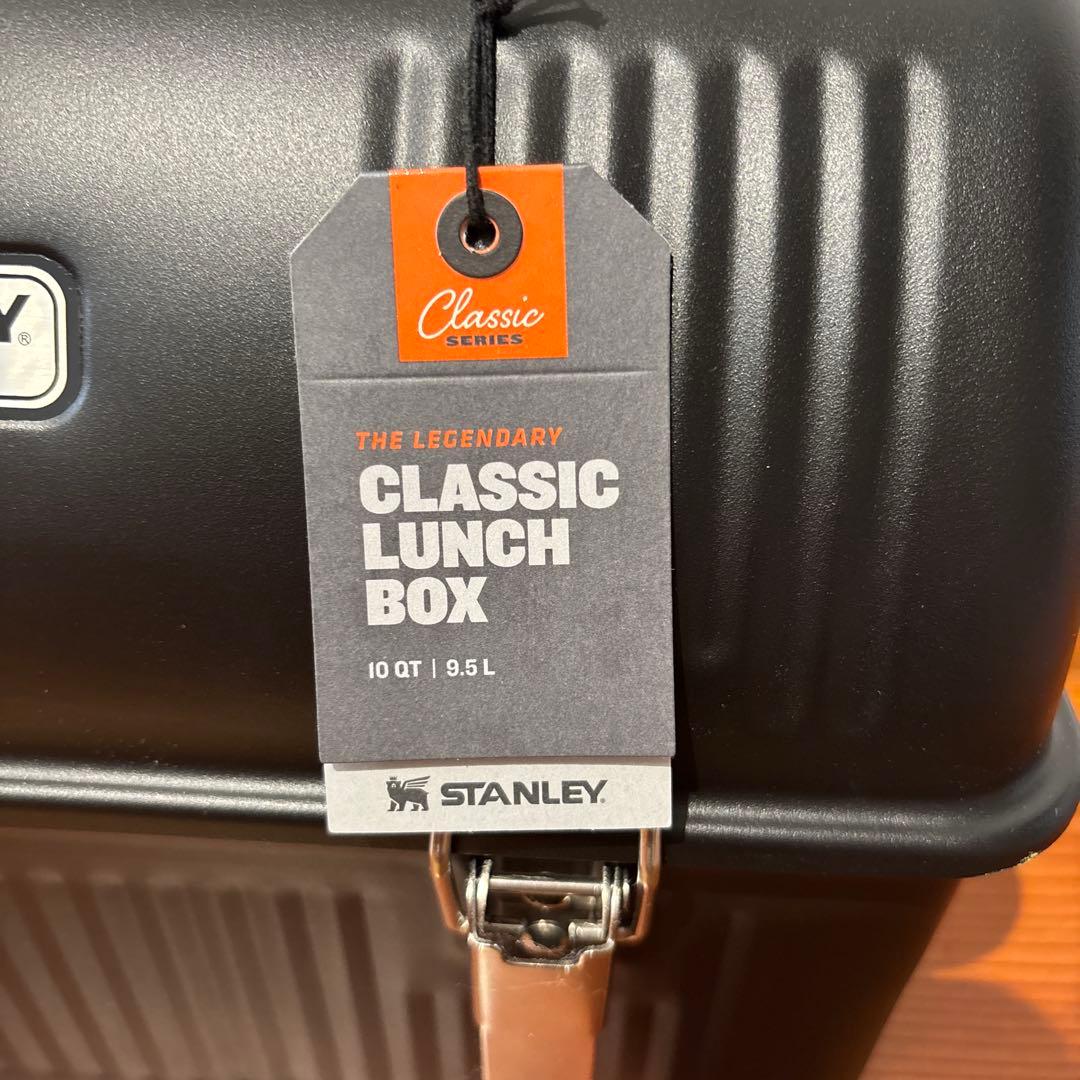 Y®
Classic
SERIES
THE LEGENDARY
CLASSIC
LUNCH
BOX
10 QT | 9.5 L
STANLEY®